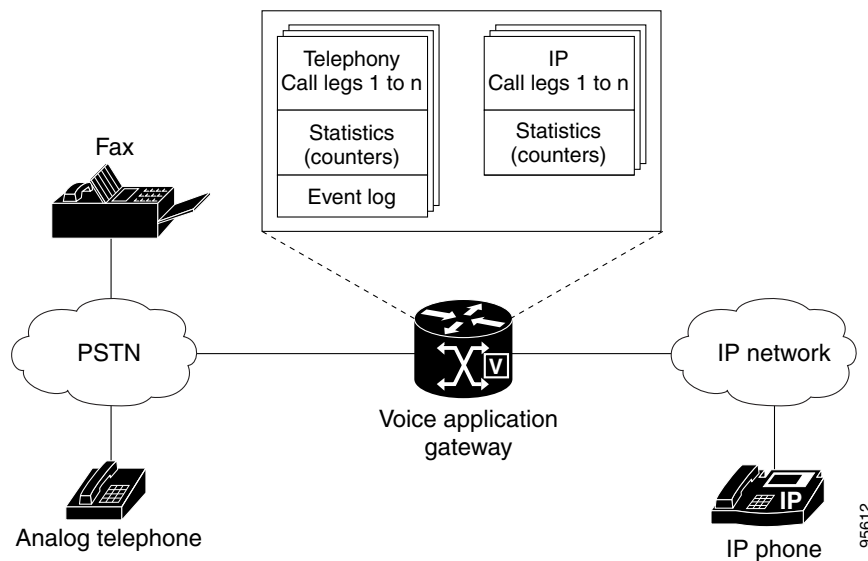 Telephony
Call legs 1 to n
Statistics
(counters)
Event log
IP
Call legs 1 to n
Statistics
(counters)
Fax
PSTN
V
IP network
Voice application
gateway
Analog telephone
IP
IP phone
95612